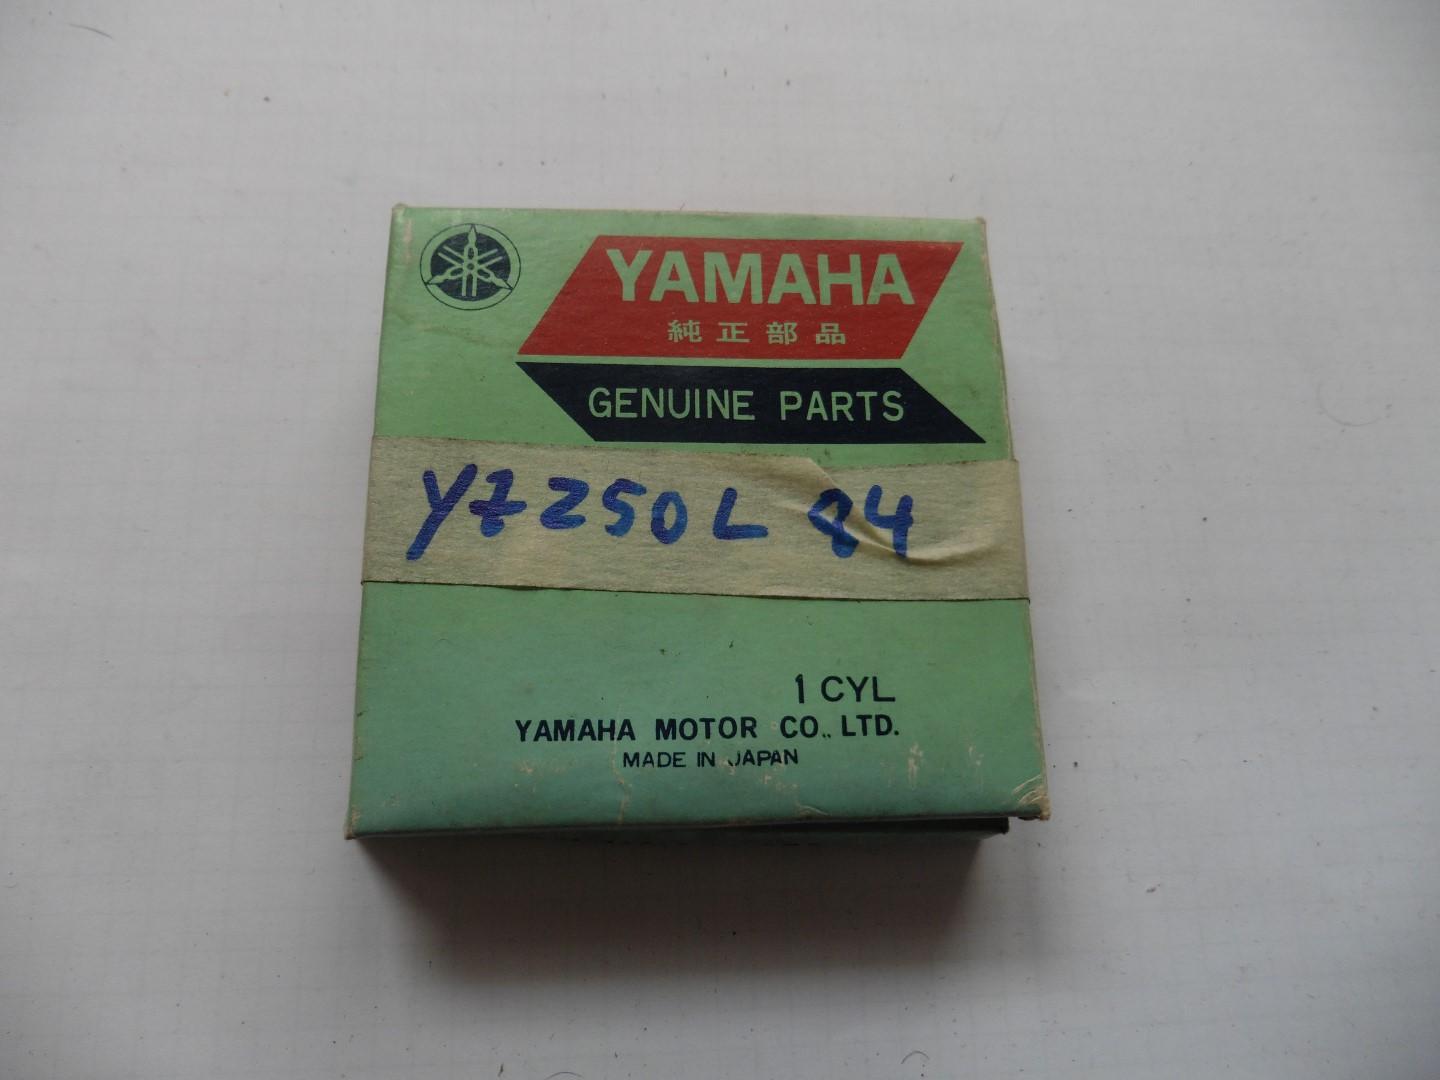 YAMAHA
純正部品
GENUINE PARTS
YZ250L 84
1 CYL
YAMAHA MOTOR CO., LTD.
MADE IN JAPAN